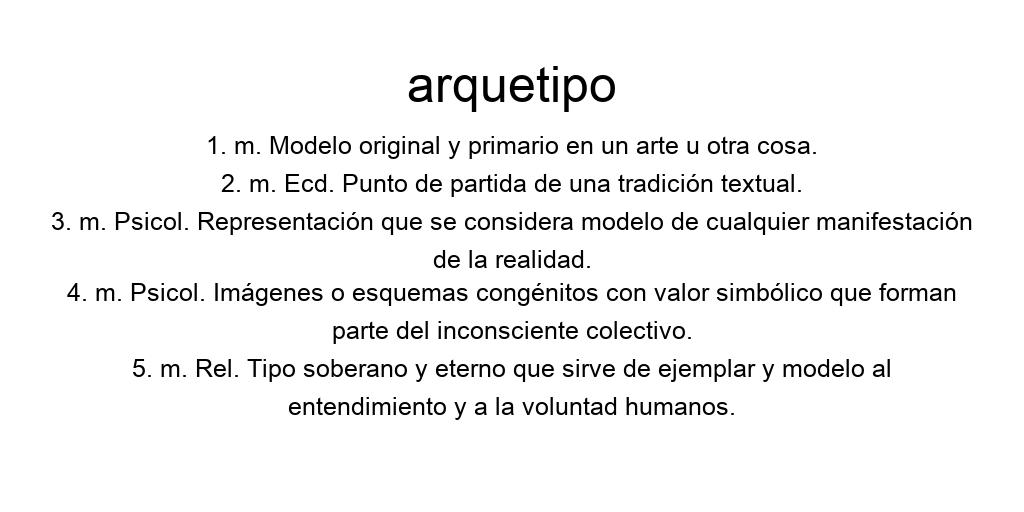 arquetipo
1. m. Modelo original y primario en un arte u otra cosa.
2. m. Ecd. Punto de partida de una tradición textual.
3. m. Psicol. Representación que se considera modelo de cualquier manifestación
de la realidad.
4. m. Psicol. Imágenes o esquemas congénitos con valor simbólico que forman
parte del inconsciente colectivo.
5. m. Rel. Tipo soberano y eterno que sirve de ejemplar y modelo al
entendimiento y a la voluntad humanos.